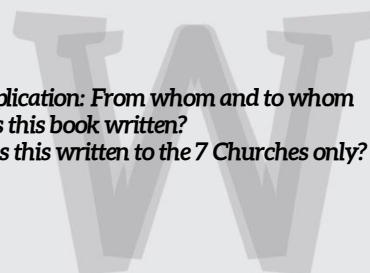 plication: From whom and to whom
s this book written?
s this written to the 7 Churches only?